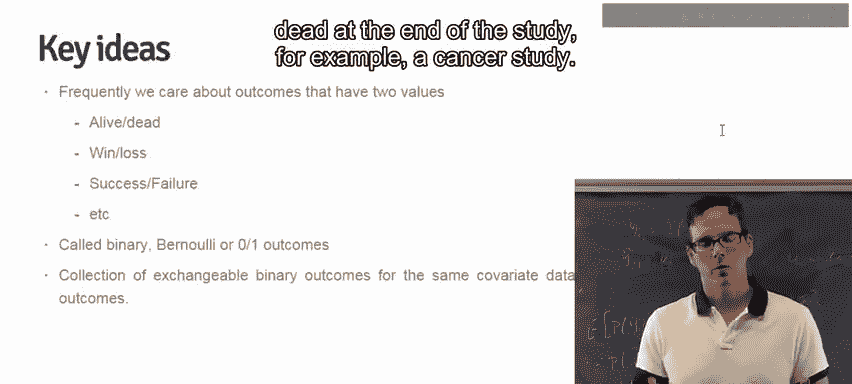 dead at the end of the study,
for example, a cancer study.
Key ideas
· Frequently we care about outcomes that have two values
- Alive/dead
- Win/loss
- Success/Failure
- etc
· Called binary, Bernoulli or 0/1 outcomes
· Collection of exchangeable binary outcomes for the same covariate data
outcomes.